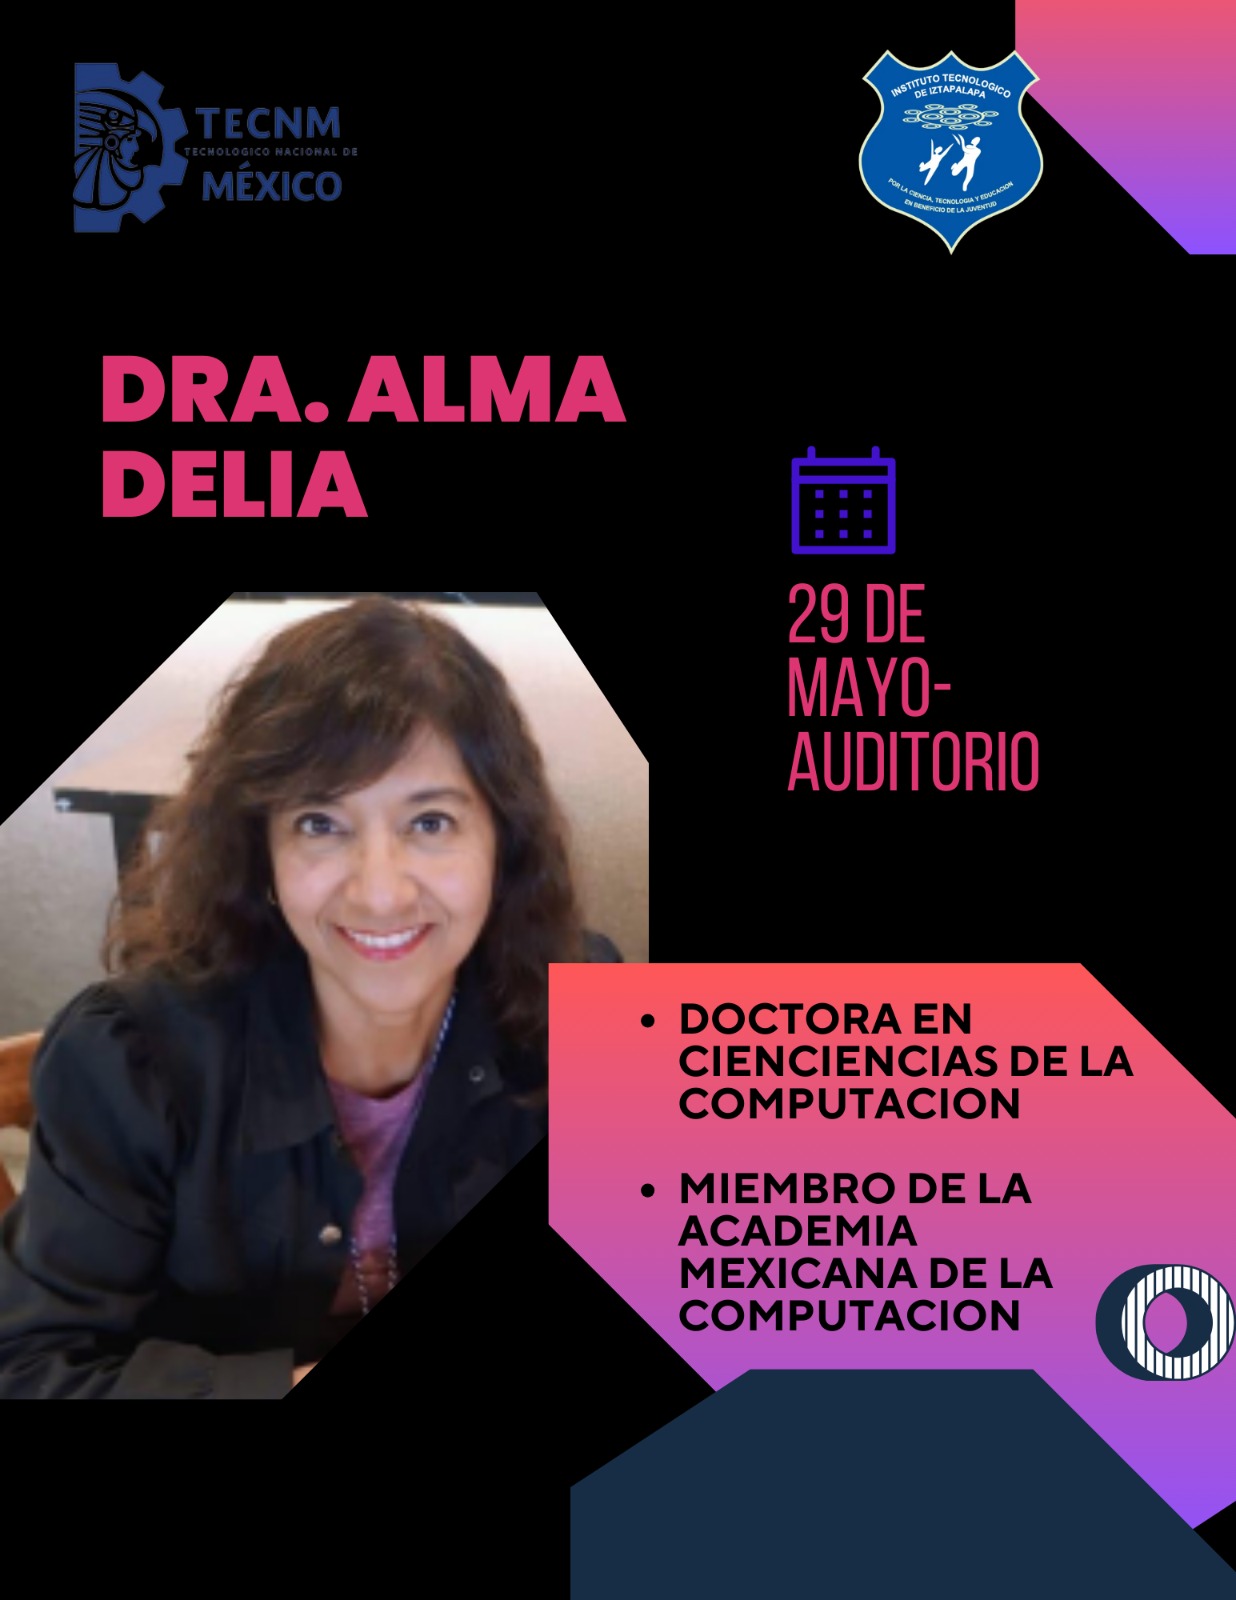 TECNM
TECNOLOGICO NACIONAL DE
MÉXICO
INSTITUTO TECNOLOGICO
DE IZTAPALAPA
POR LA CIENCIA, TECNOLOGIA Y EDUCACION
EN BENEFICIO DE LA JUVENTUD
DRA. ALMA
DELIA
29 DE
MAYO-
AUDITORIO
• DOCTORA EN
CIENCIENCIAS DE LA
COMPUTACION
• MIEMBRO DE LA
ACADEMIA
MEXICANA DE LA
COMPUTACION